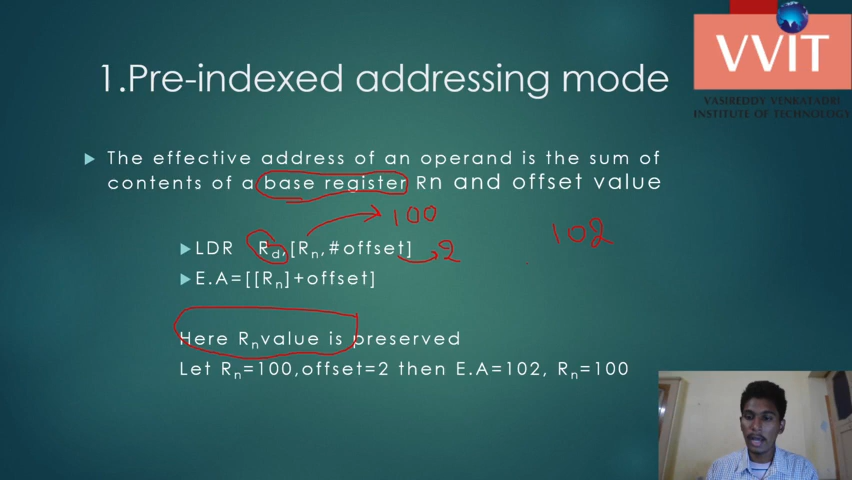 VVIT
VASIREDDY VENKATADRI
INSTITUTE OF TECHNOLOGY
1.Pre-indexed addressing mode
The effective address of an operand is the sum of
contents of a base register Rn and offset value
100
LDR Rd,[Rn,#offset] 2 102
E.A=[[Rn]+offset]
Here Rnvalue is preserved
Let Rn=100,offset=2 then E.A=102, Rn=100